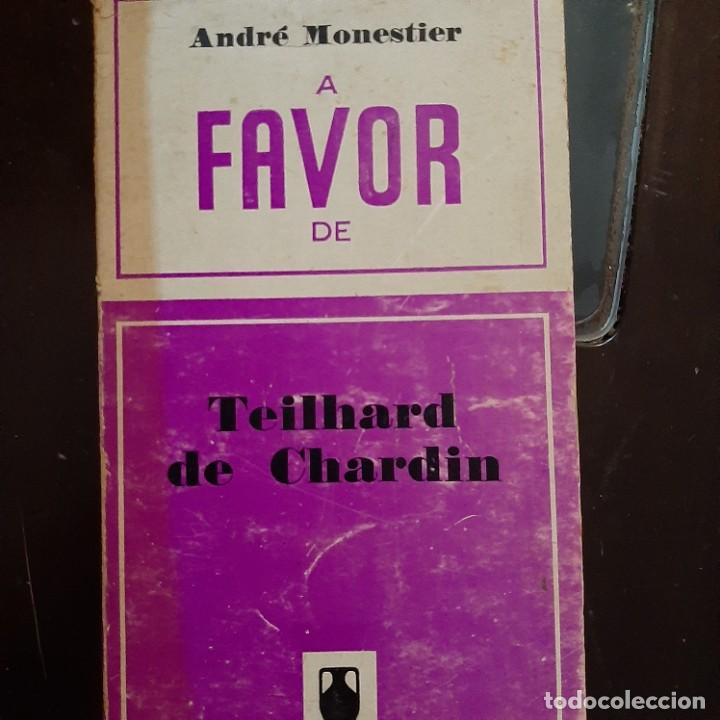 André Monestier
A
FAVOR
DE
Teilhard
de Chardin
todocoleccion